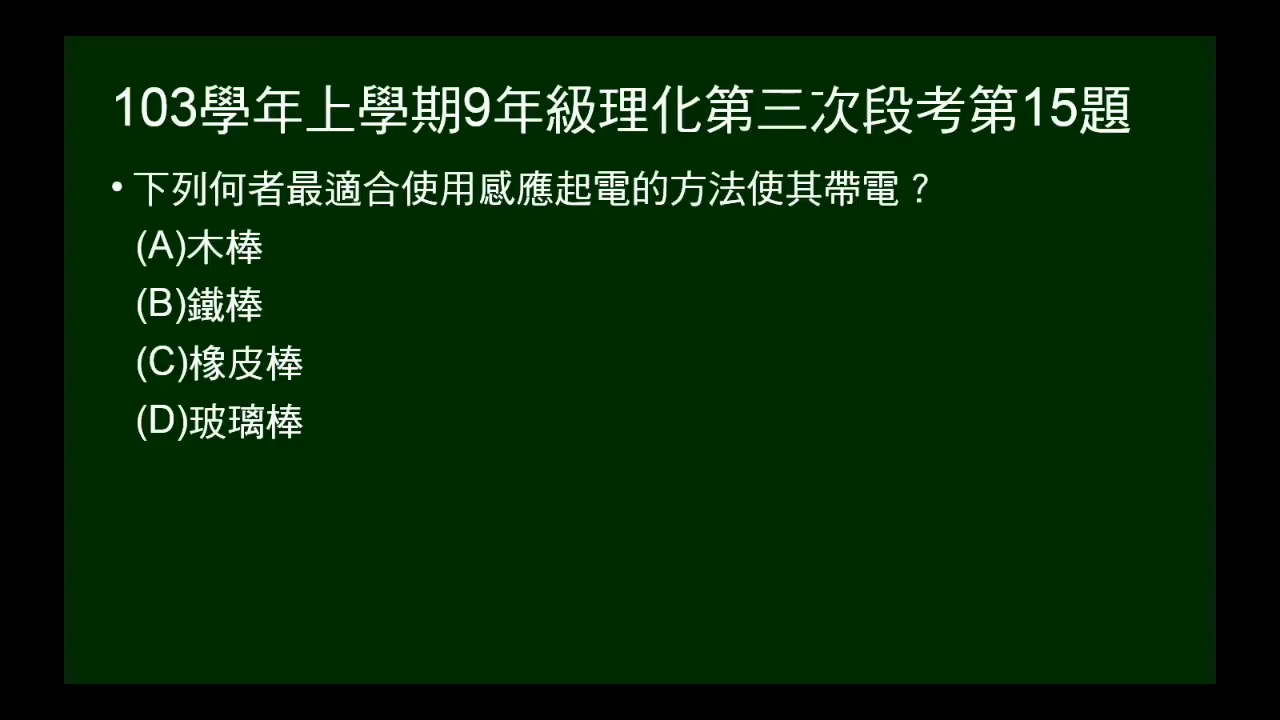 103學年上學期9年級理化第三次段考第15題
•下列何者最適合使用感應起電的方法使其帶電？
(A)木棒
(B)鐵棒
(C)橡皮棒
(D)玻璃棒